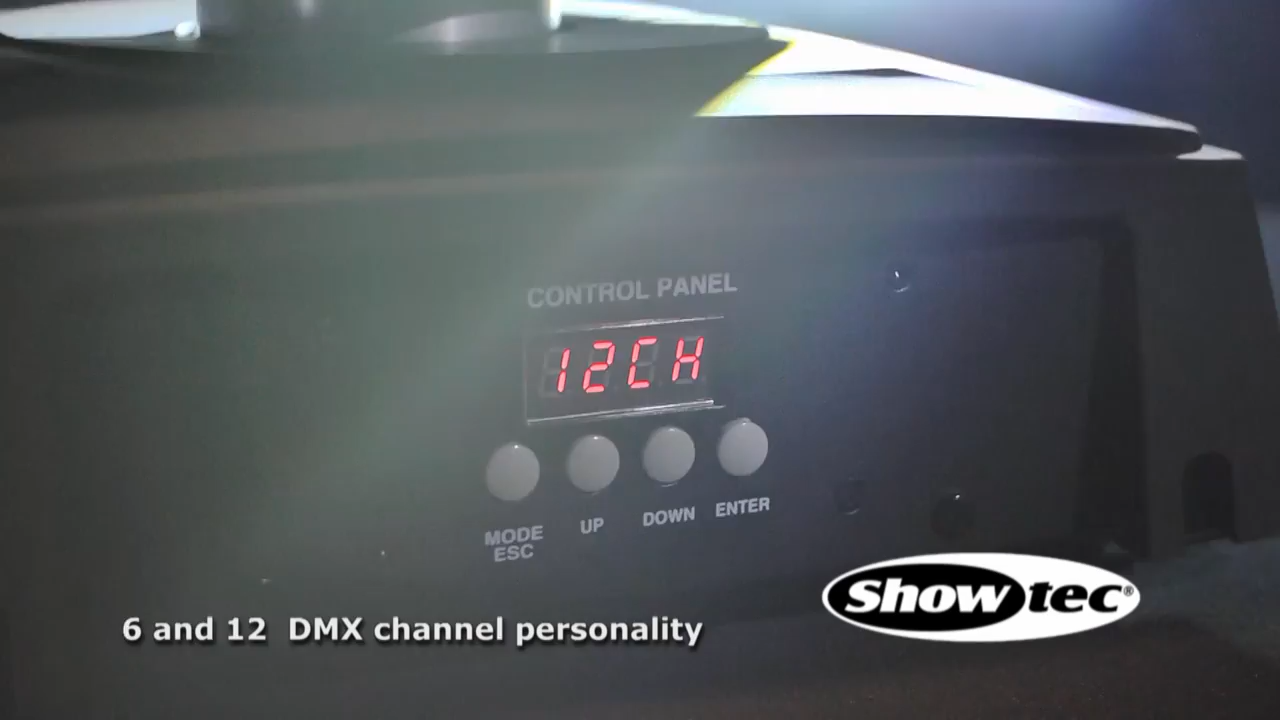 CONTROL PANEL
12CH
MODE
ESC
UP
DOWN
ENTER
6 and 12 DMX channel personality
Showtec®